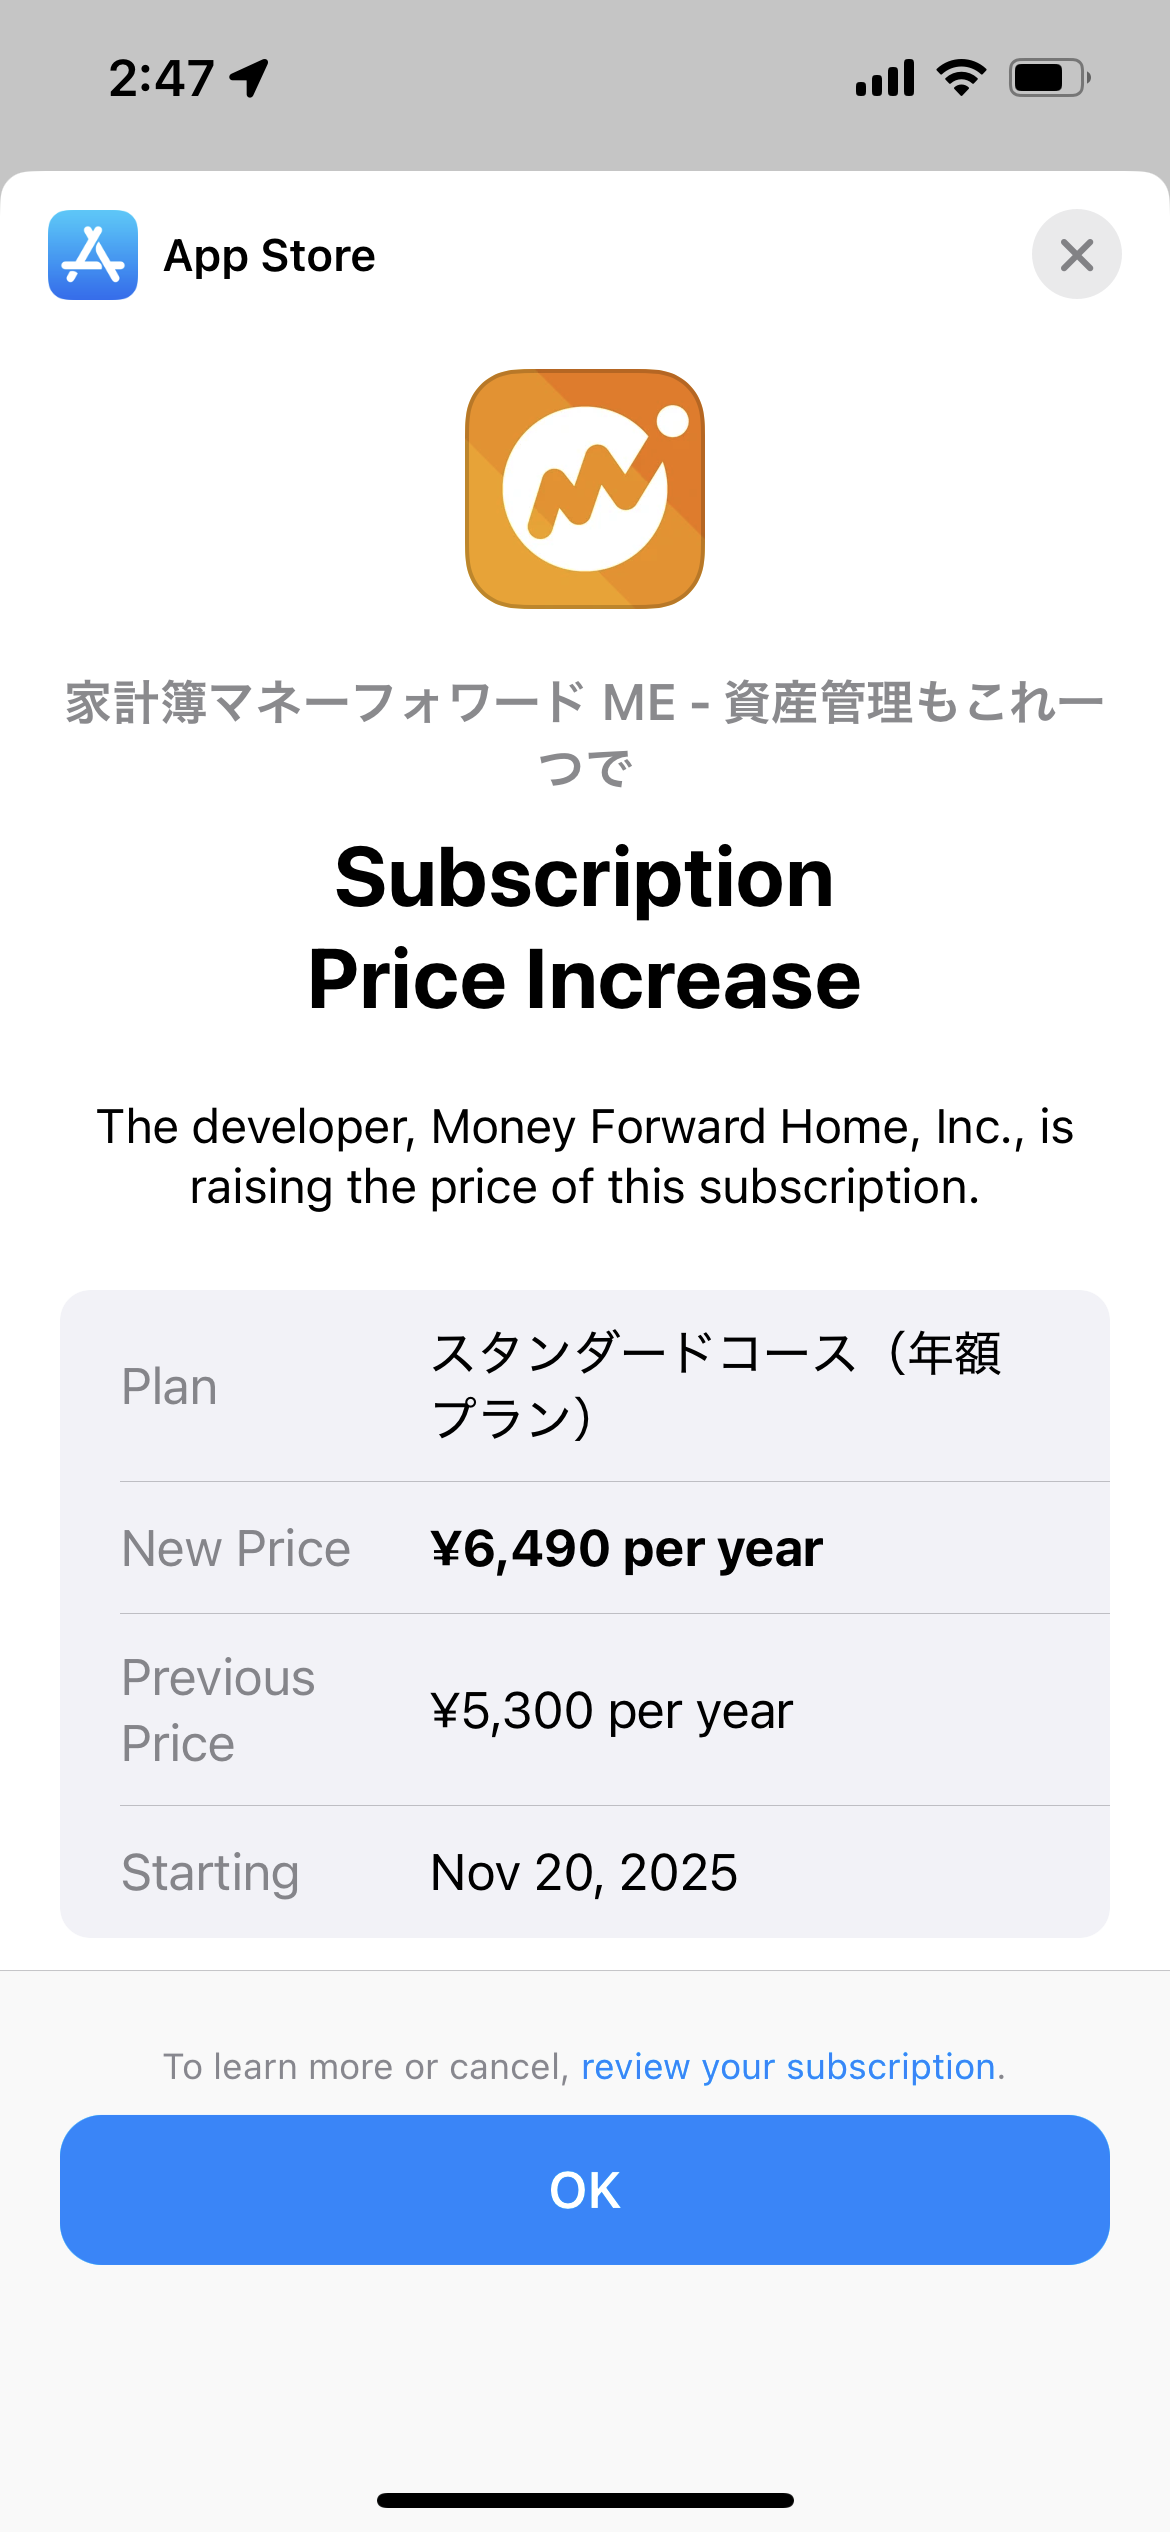 2:47
App Store
家計簿マネーフォワード ME - 資産管理もこれ一
つで
Subscription
Price Increase
The developer, Money Forward Home, Inc., is
raising the price of this subscription.
Plan
スタンダードコース（年額
プラン）
New Price
¥6,490 per year
Previous
Price
¥5,300 per year
Starting
Nov 20, 2025
To learn more or cancel, review your subscription.
OK